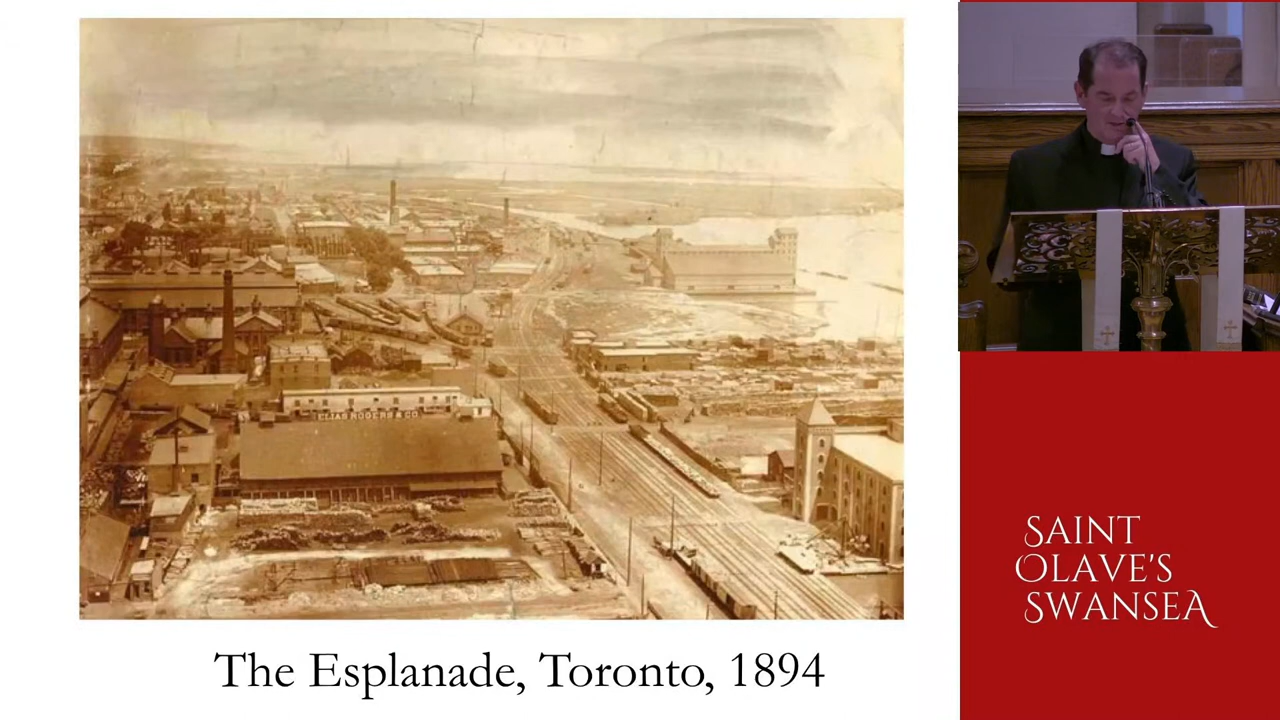 ELIAS ROGERS & CO
The Esplanade, Toronto, 1894
SAINT
OLAVE'S
SWANSEA